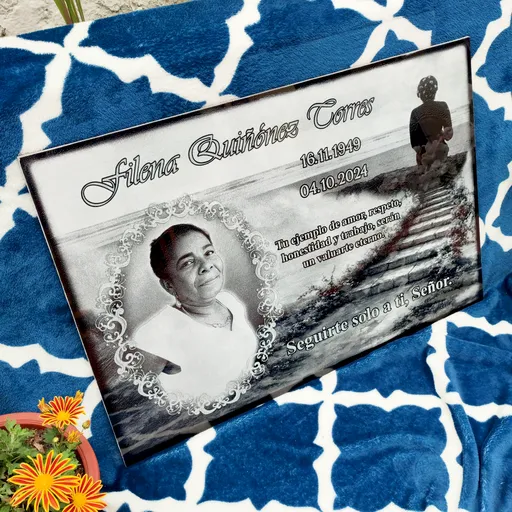 Filena Quiñónez Torres
16.11.1949
04.10.2024
Tu ejemplo de amor, respeto,
honestidad y trabajo, serán
un valuarte eterno.
Seguirte solo a ti, Señor.